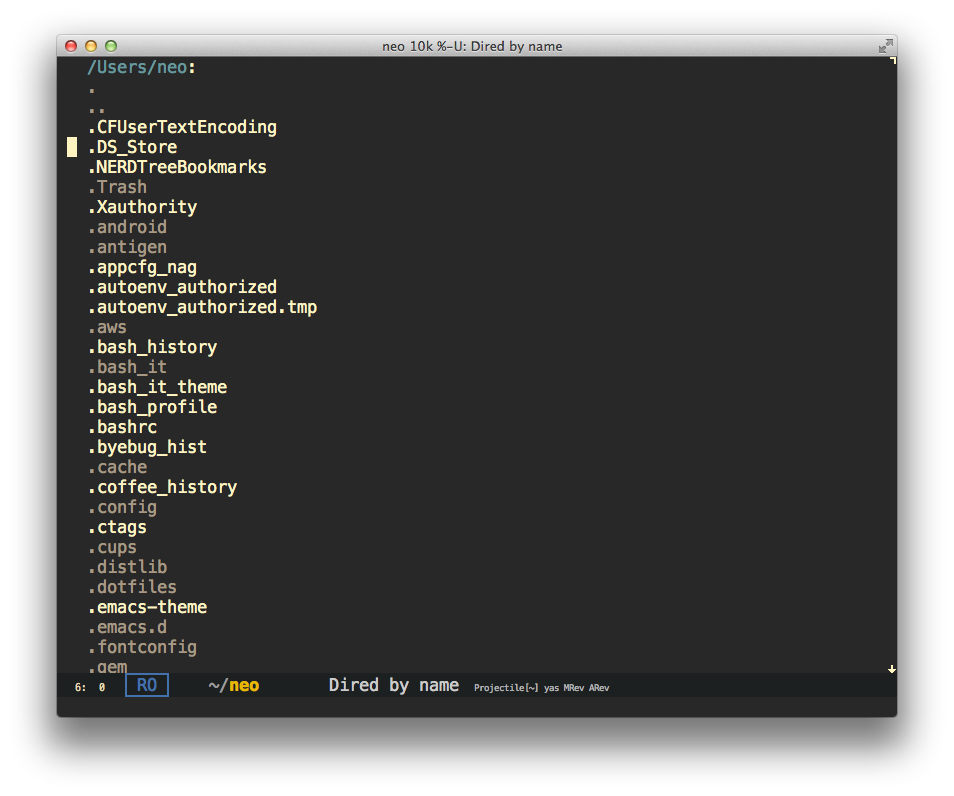 neo 10k %-U: Dired by name
/Users/neo:
.
..
.CFUserTextEncoding
.DS_Store
.NERDTreeBookmarks
.Trash
.Xauthority
.android
.antigen
.appcfg_nag
.autoenv_authorized
.autoenv_authorized.tmp
.aws
.bash_history
.bash_it
.bash_it_theme
.bash_profile
.bashrc
.byebug_hist
.cache
.coffee_history
.config
.ctags
.cups
.distlib
.dotfiles
.emacs-theme
.emacs.d
.fontconfig
.gem
6: 0 RO ~/neo Dired by name Projectile[~] yas MRev ARev